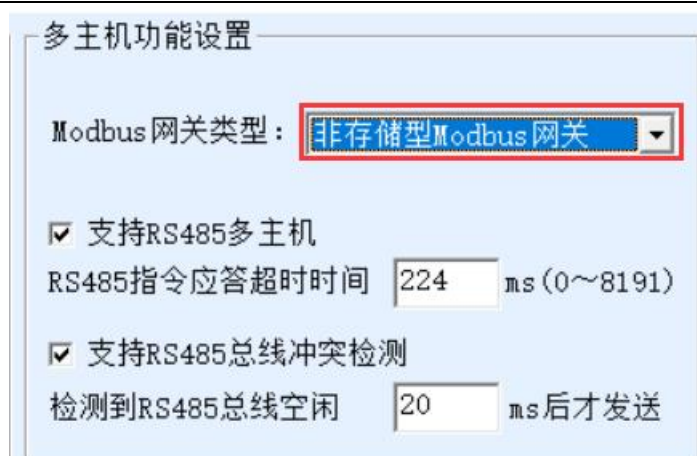 多主机功能设置
Modbus网关类型: 非存储型Modbus网关
支持RS485多主机
RS485指令应答超时时间 224 ms(0～8191)
支持RS485总线冲突检测
检测到RS485总线空闲 20 ms后才发送